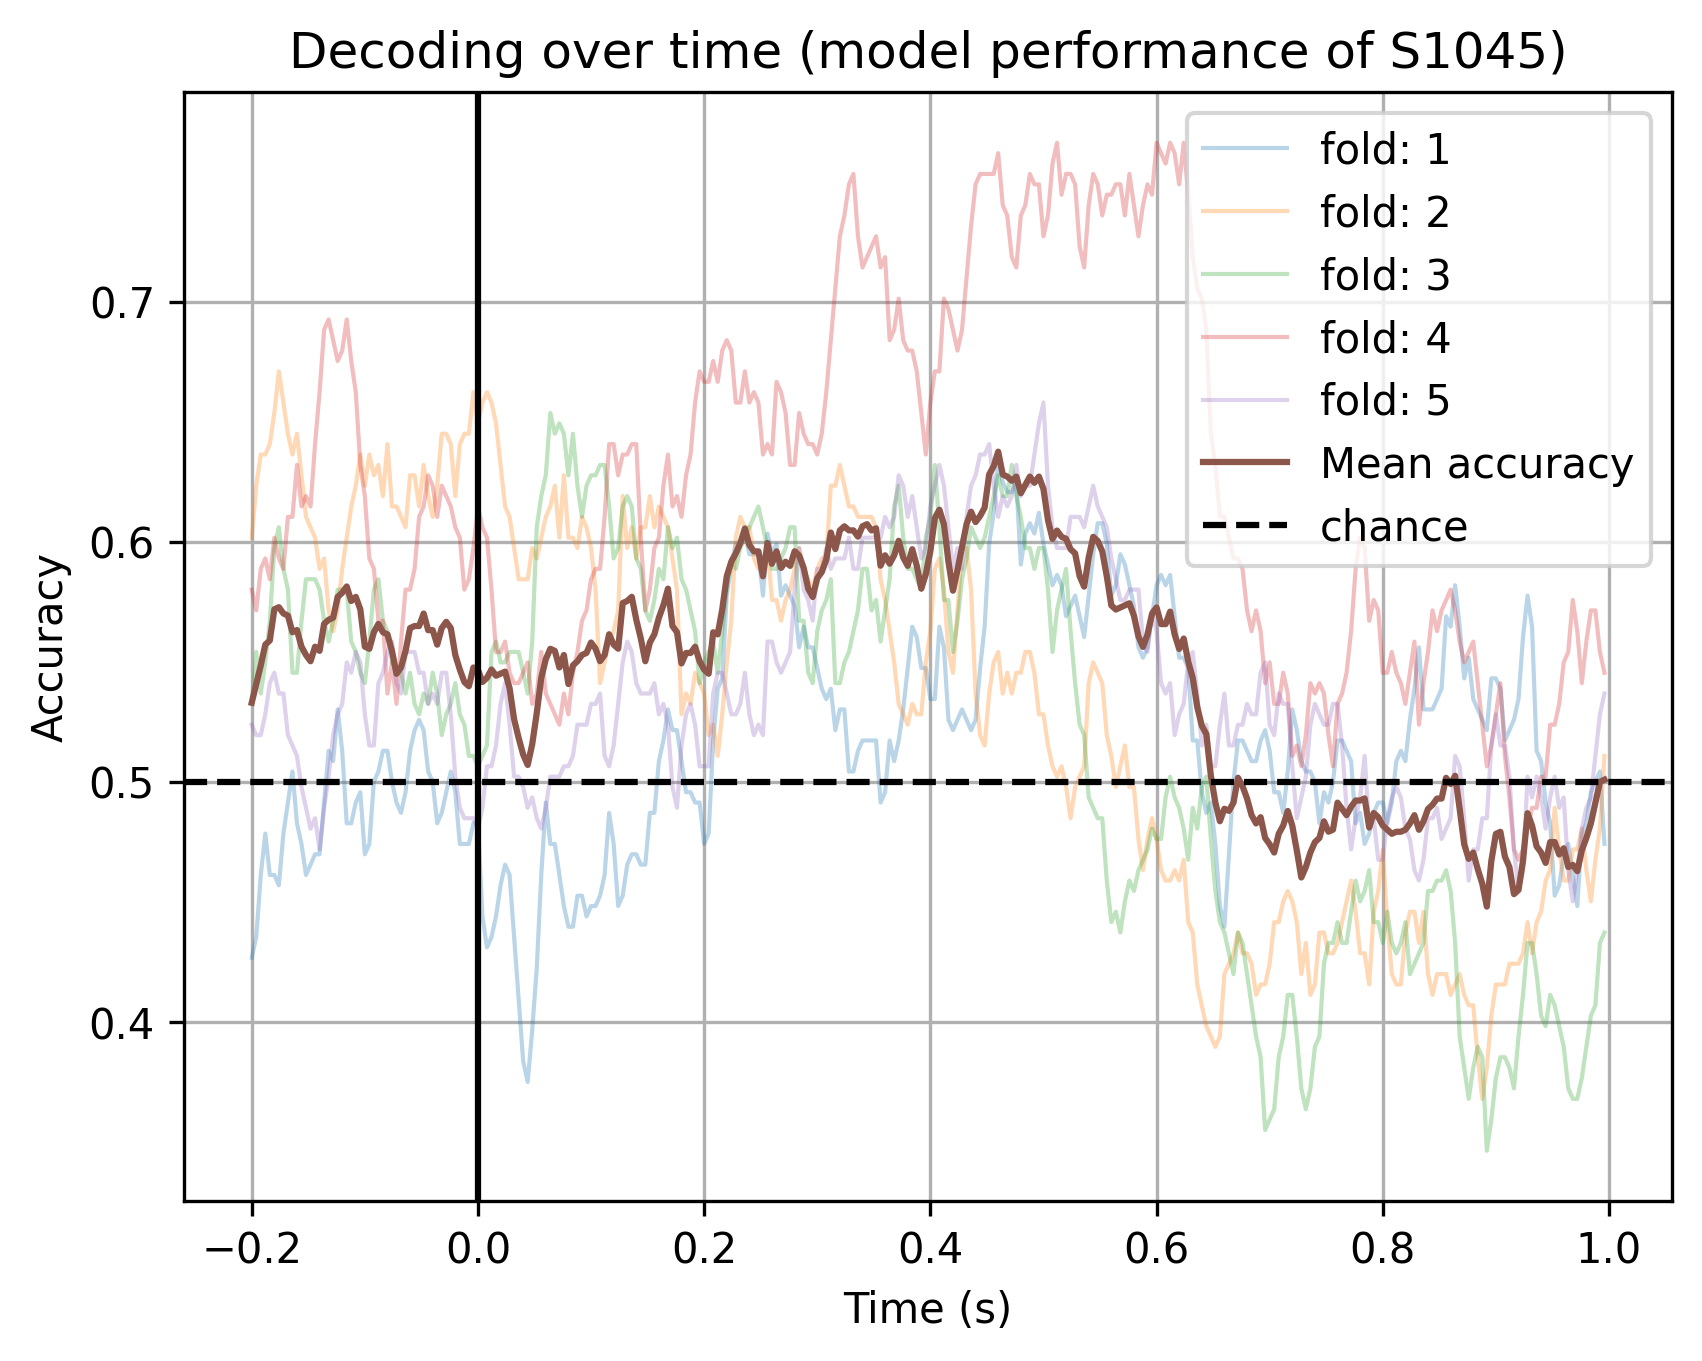 Decoding over time (model performance of S1045)
fold: 1
fold: 2
fold: 3
fold: 4
fold: 5
Mean accuracy
chance
Accuracy
0.7
0.6
0.5
0.4
−0.2 0.0 0.2 0.4 0.6 0.8 1.0
Time (s)